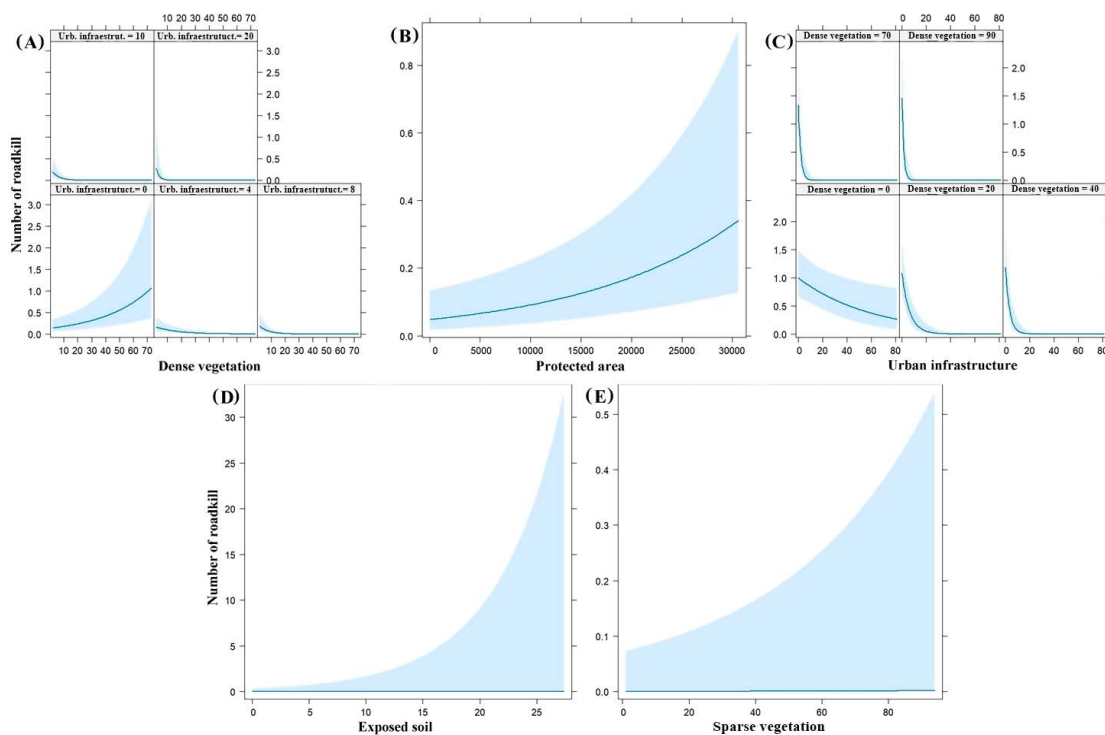 (A)
10 20 30 40 50 60 70
Urb. infraestrut. = 10 Urb. infraestrutuct.= 20
3.0
2.5
2.0
1.5
1.0
0.5
0.0
Urb. infraestrutuct.= 0 Urb. infraestrutuct.= 4 Urb. infraestrutuct.= 8
3.0
2.5
2.0
1.5
1.0
0.5
0.0
10 20 30 40 50 60 70 10 20 30 40 50 60 70
Number of roadkill
Dense vegetation
(B)
0.8
0.6
0.4
0.2
0.0
0 5000 10000 15000 20000 25000 30000
Protected area
(C)
0 20 40 60 80
Dense vegetation = 70 Dense vegetation = 90
2.0
1.5
1.0
0.5
0.0
Dense vegetation = 0 Dense vegetation = 20 Dense vegetation = 40
2.0
1.5
1.0
0.5
0.0
0 20 40 60 80 0 20 40 60 80
Urban infrastructure
(D)
30
25
20
15
10
5
0
0 5 10 15 20 25
Number of roadkill
Exposed soil
(E)
0.5
0.4
0.3
0.2
0.1
0.0
0 20 40 60 80
Sparse vegetation